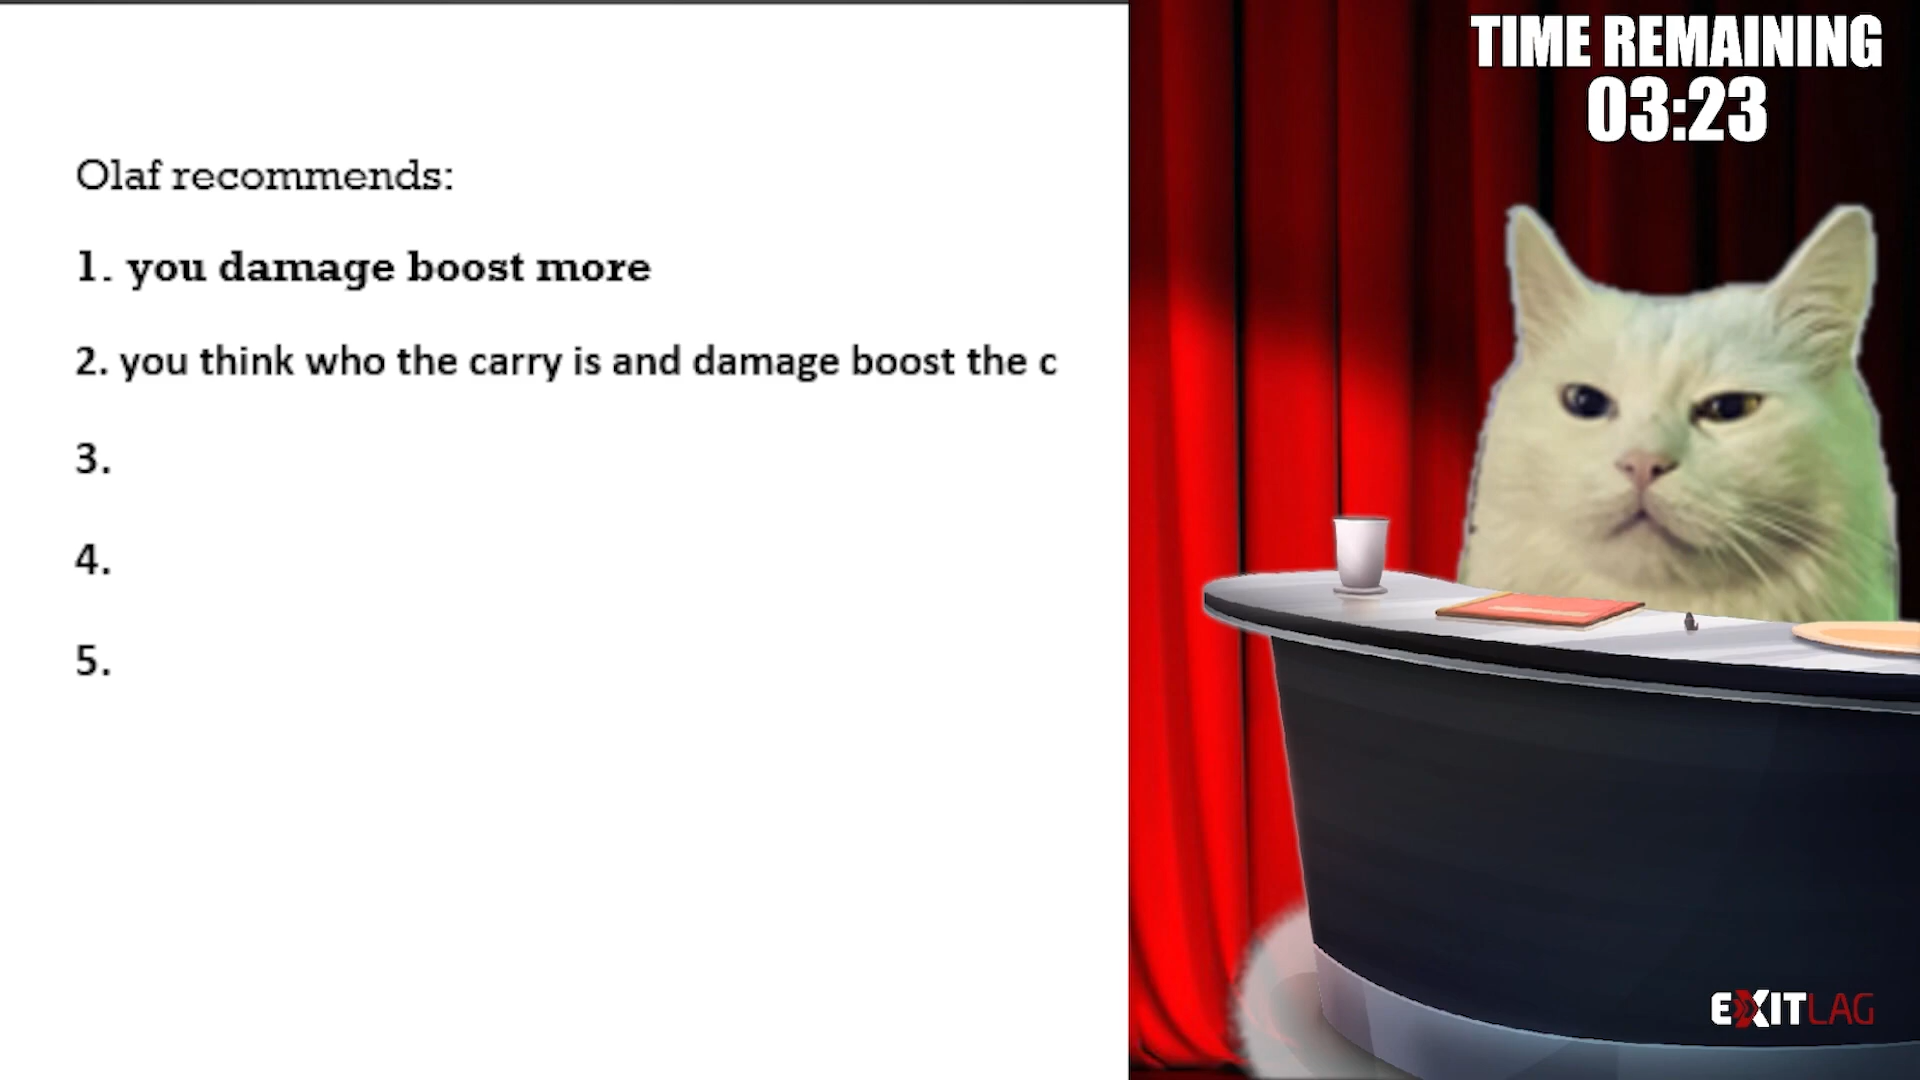 TIME REMAINING
03:23
Olaf recommends:
1. you damage boost more
2. you think who the carry is and damage boost the c
3.
4.
5.
EXITLAG